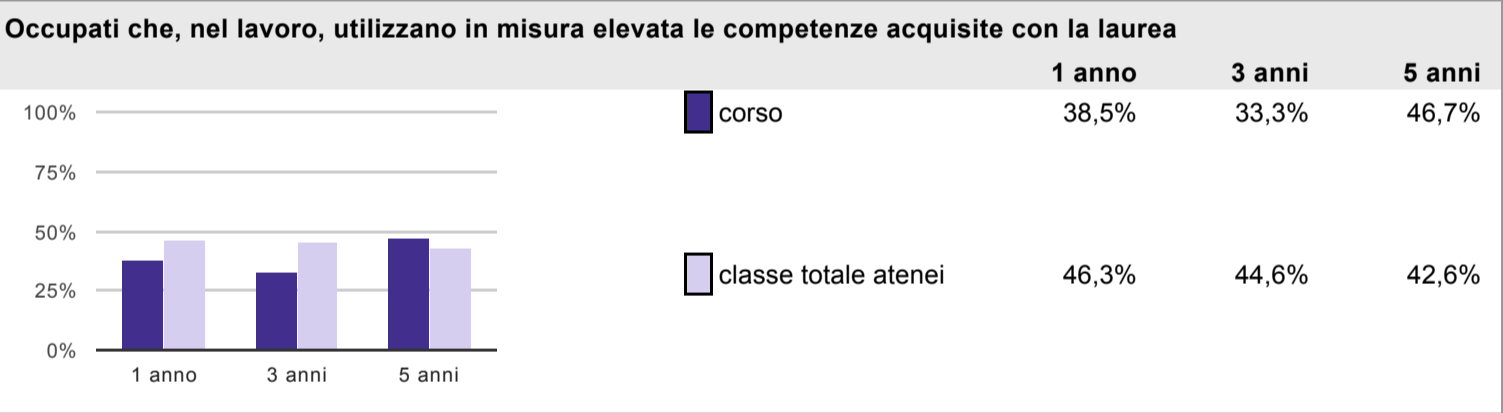 Occupati che, nel lavoro, utilizzano in misura elevata le competenze acquisite con la laurea
1 anno 3 anni 5 anni
100%
75%
50%
25%
0%
1 anno 3 anni 5 anni
corso 38,5% 33,3% 46,7%
classe totale atenei 46,3% 44,6% 42,6%